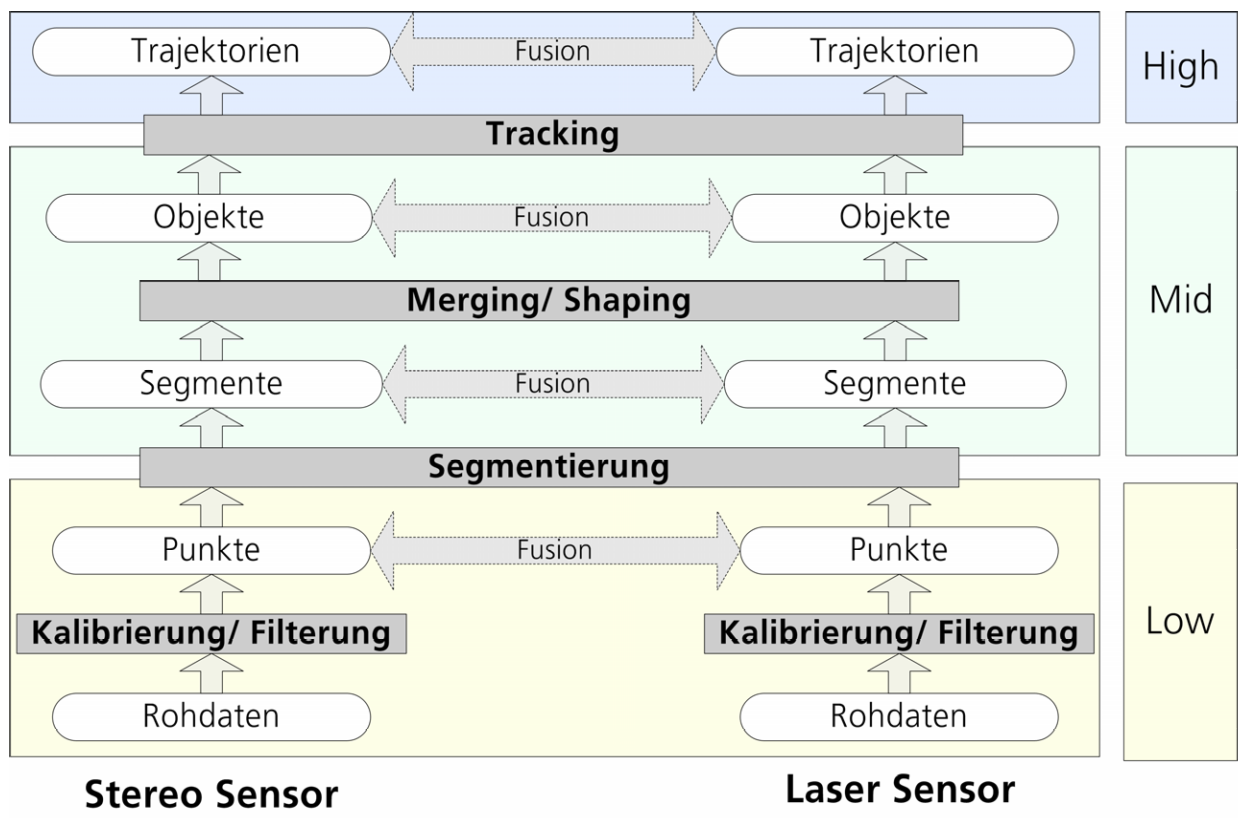 Trajektorien Fusion Trajektorien High
Tracking
Objekte Fusion Objekte
Merging/ Shaping Mid
Segmente Fusion Segmente
Segmentierung
Punkte Fusion Punkte
Kalibrierung/ Filterung Kalibrierung/ Filterung Low
Rohdaten Rohdaten
Stereo Sensor Laser Sensor